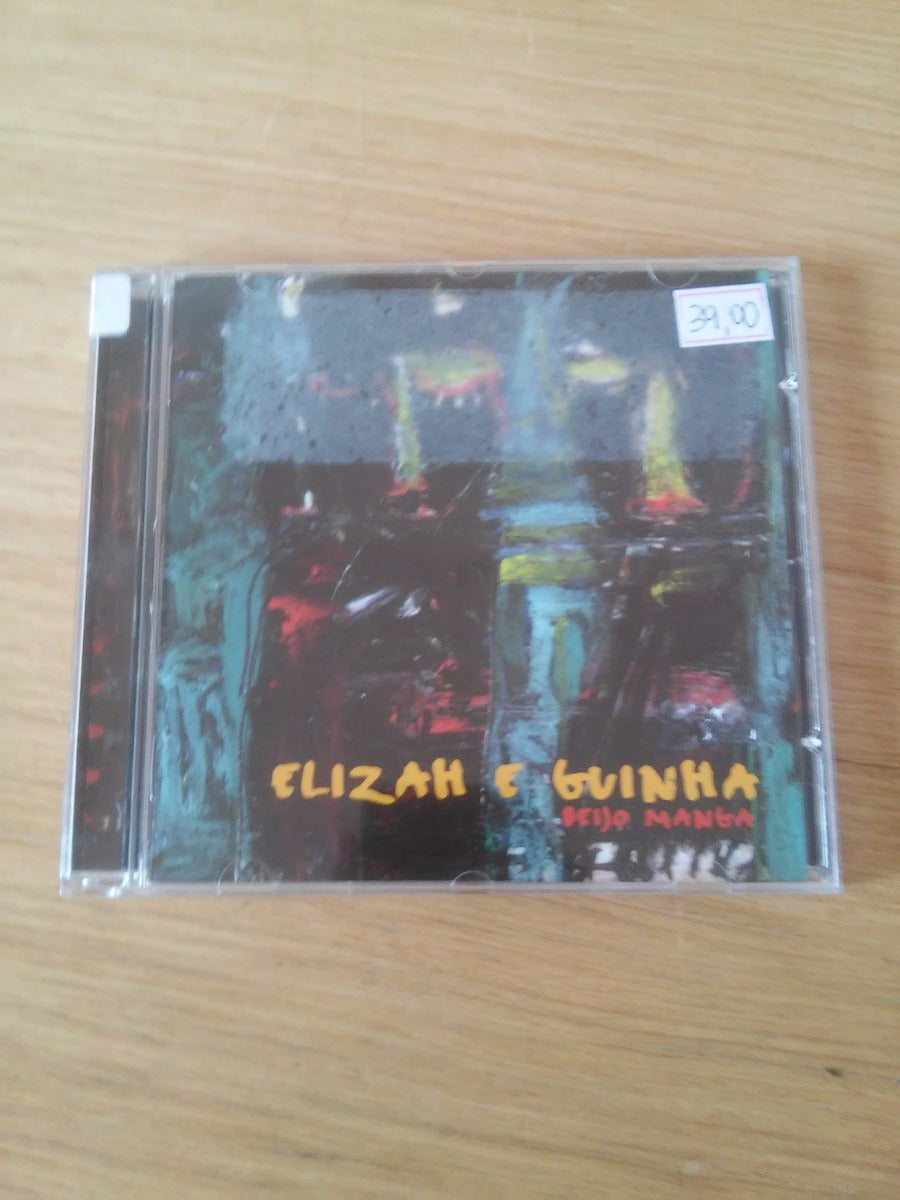 39,00
ELIZAH E GUINHA
BEIJO MANGA